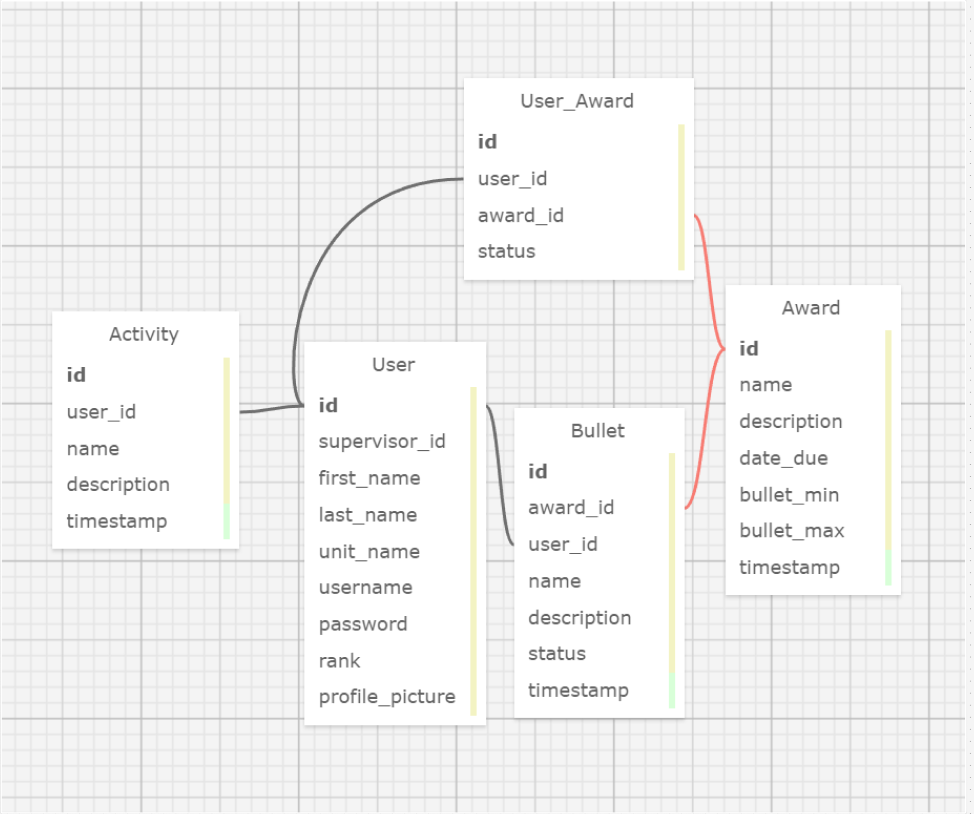 User_Award
id
user_id
award_id
status
Activity
id
user_id
name
description
timestamp
User
id
supervisor_id
first_name
last_name
unit_name
username
password
rank
profile_picture
Bullet
id
award_id
user_id
name
description
status
timestamp
Award
id
name
description
date_due
bullet_min
bullet_max
timestamp